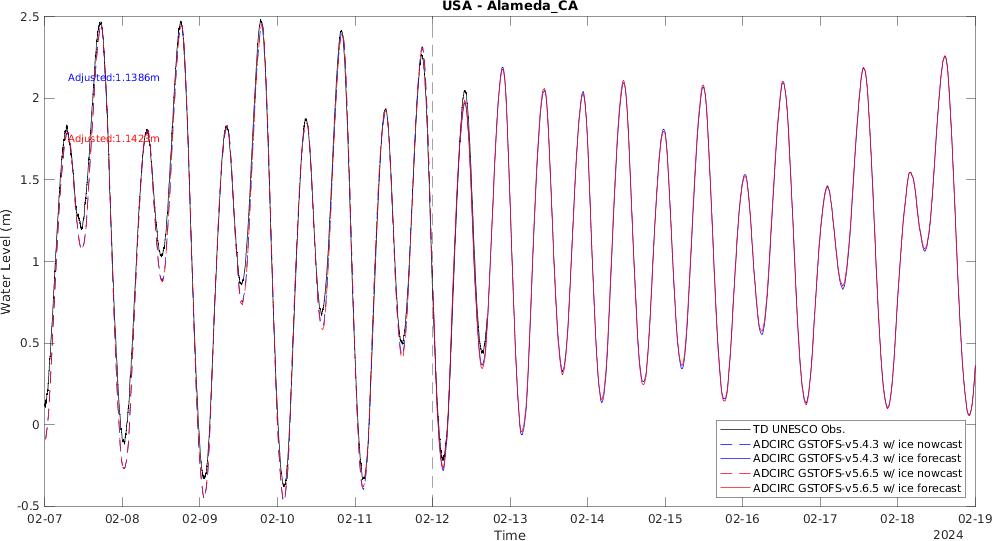 USA - Alameda_CA
2.5
2
1.5
1
0.5
0
-0.5
Water Level (m)
Adjusted:1.1386m
Adjusted:1.1423m
TD UNESCO Obs.
ADCIRC GSTOFS-v5.4.3 w/ ice nowcast
ADCIRC GSTOFS-v5.4.3 w/ ice forecast
ADCIRC GSTOFS-v5.6.5 w/ ice nowcast
ADCIRC GSTOFS-v5.6.5 w/ ice forecast
02-07 02-08 02-09 02-10 02-11 02-12 02-13 02-14 02-15 02-16 02-17 02-18 02-19
Time
2024